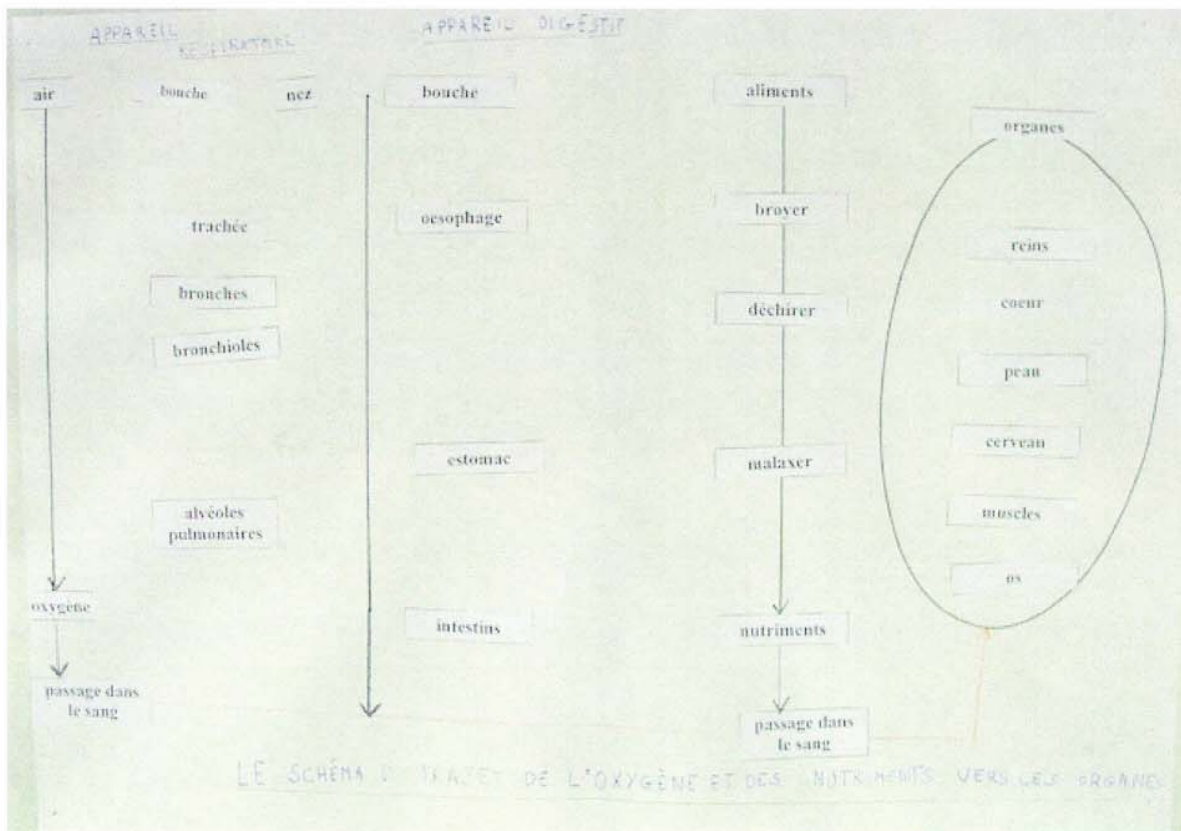 APPAREIL
RESPIRATOIRE
APPAREIL DIGESTIF
air
bouche
nez
bouche
aliments
organes
trachée
oesophage
broyer
reins
bronches
déchirer
coeur
bronchioles
peau
estomac
malaxer
cerveau
alvéoles
pulmonaires
muscles
os
oxygène
intestins
nutriments
passage dans
le sang
passage dans
le sang
LE SCHÉMA DU TRAJET DE L'OXYGÈNE ET DES NUTRIMENTS VERS LES ORGANES